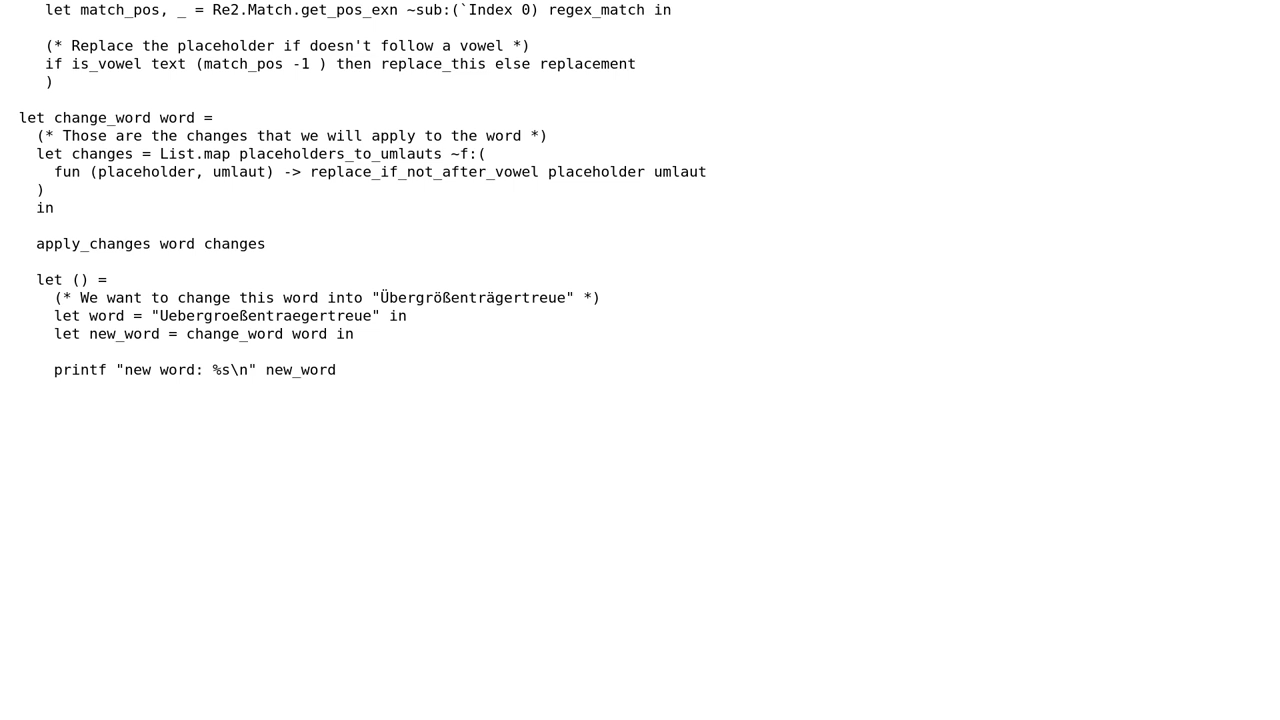 let match_pos, _ = Re2.Match.get_pos_exn ~sub:(`Index 0) regex_match in
(* Replace the placeholder if doesn't follow a vowel *)
if is_vowel text (match_pos -1 ) then replace_this else replacement
)
let change_word word =
(* Those are the changes that we will apply to the word *)
let changes = List.map placeholders_to_umlauts ~f:(
fun (placeholder, umlaut) -> replace_if_not_after_vowel placeholder umlaut
)
in
apply_changes word changes
let () =
(* We want to change this word into "Übergrößenträgertreue" *)
let word = "Uebergroeßentraegertreue" in
let new_word = change_word word in
printf "new word: %s\n" new_word